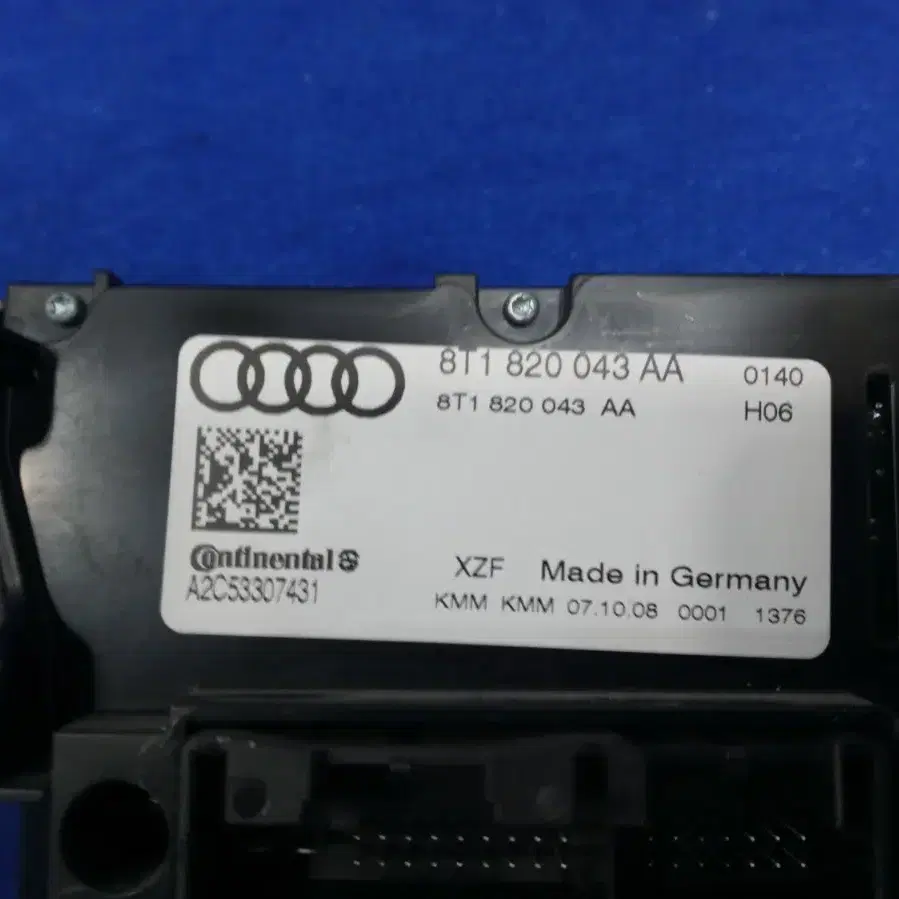 8T1 820 043 AA 0140
8T1 820 043 AA H06
Continental
A2C53307431
XZF Made in Germany
KMM KMM 07.10.08 0001 1376